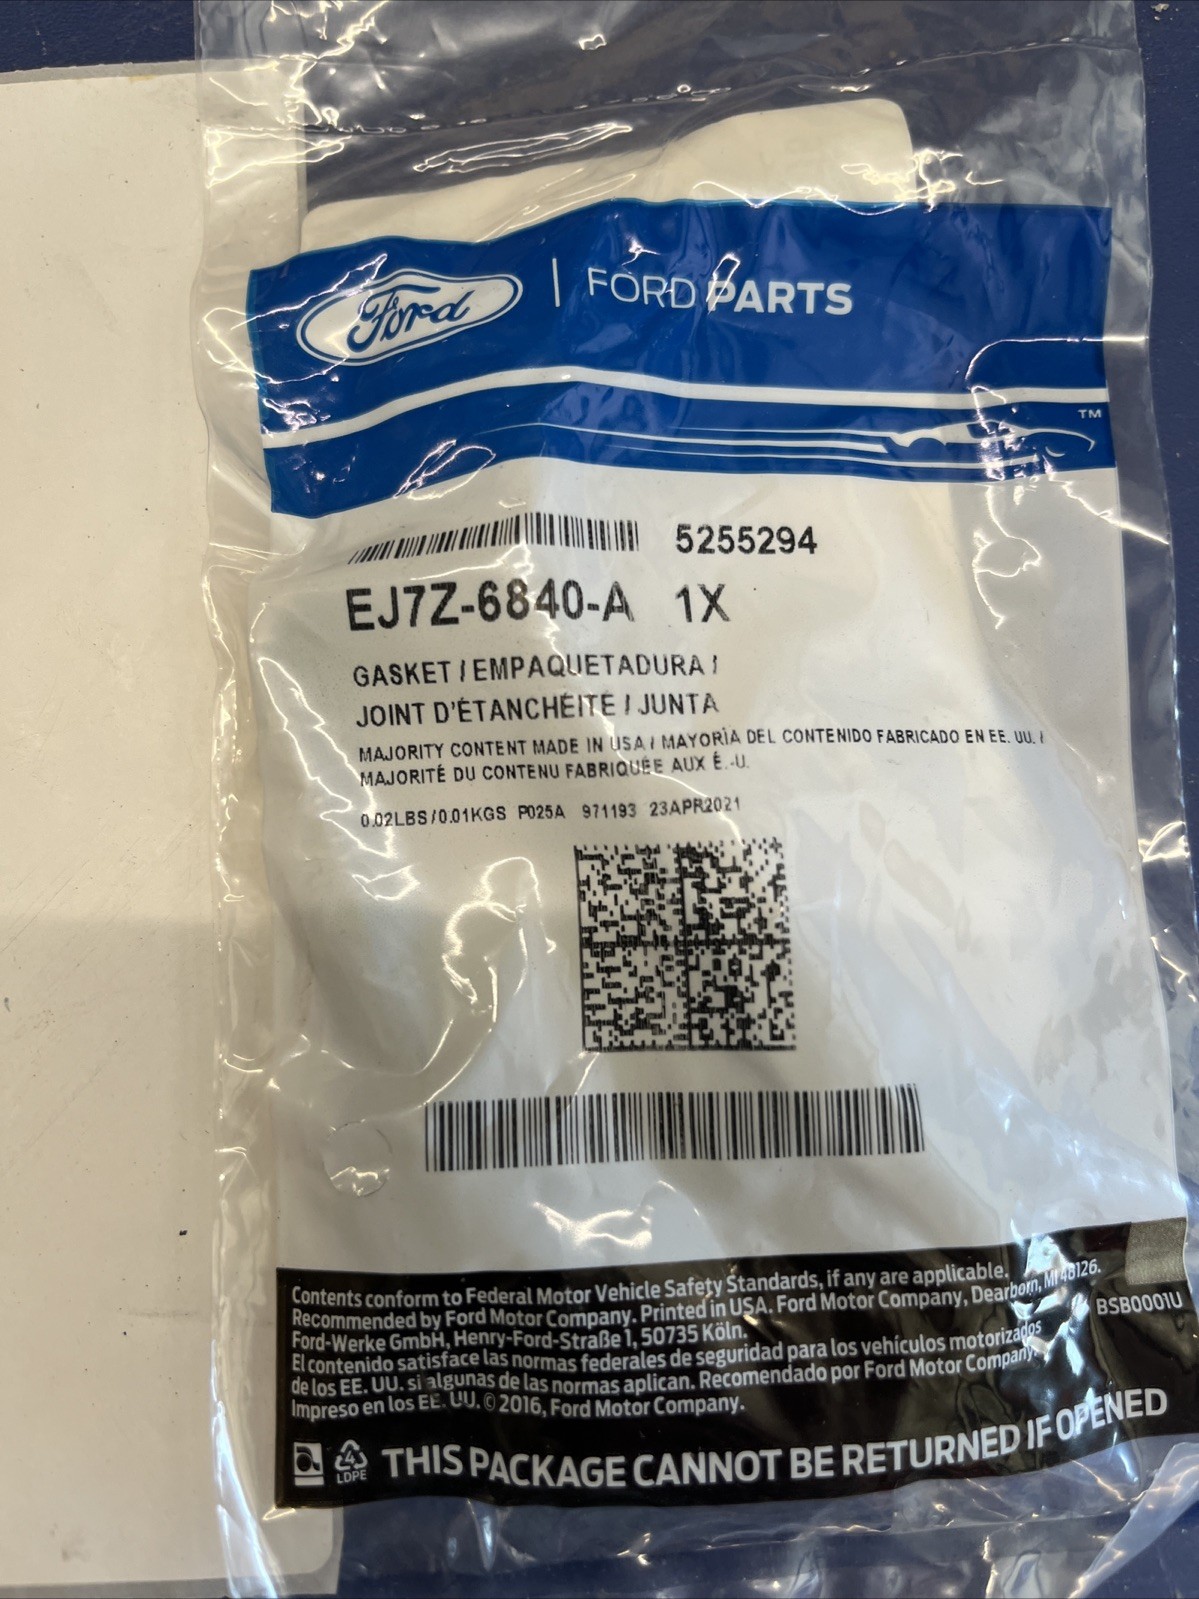 Ford | FORD PARTS
TM
5255294
EJ7Z-6840-A 1X
GASKET / EMPAQUETADURA /
JOINT D'ÉTANCHÉITÉ / JUNTA
MAJORITY CONTENT MADE IN USA / MAYORÌA DEL CONTENIDO FABRICADO EN EE. UU. /
MAJORITÉ DU CONTENU FABRIQUÉE AUX É.-U.
0.02LBS/0.01KGS P025A 971193 23APR2021
Contents conform to Federal Motor Vehicle Safety Standards, if any are applicable.
Recommended by Ford Motor Company. Printed in USA. Ford Motor Company, Dearborn, MI 48126.
Ford-Werke GmbH, Henry-Ford-Straße 1, 50735 Köln.
BSB0001U
El contenido satisface las normas federales de seguridad para los vehículos motorizados
de los EE. UU. si algunas de las normas aplican. Recomendado por Ford Motor Company.
Impreso en los EE. UU. © 2016, Ford Motor Company.
4
LDPE
THIS PACKAGE CANNOT BE RETURNED IF OPENED